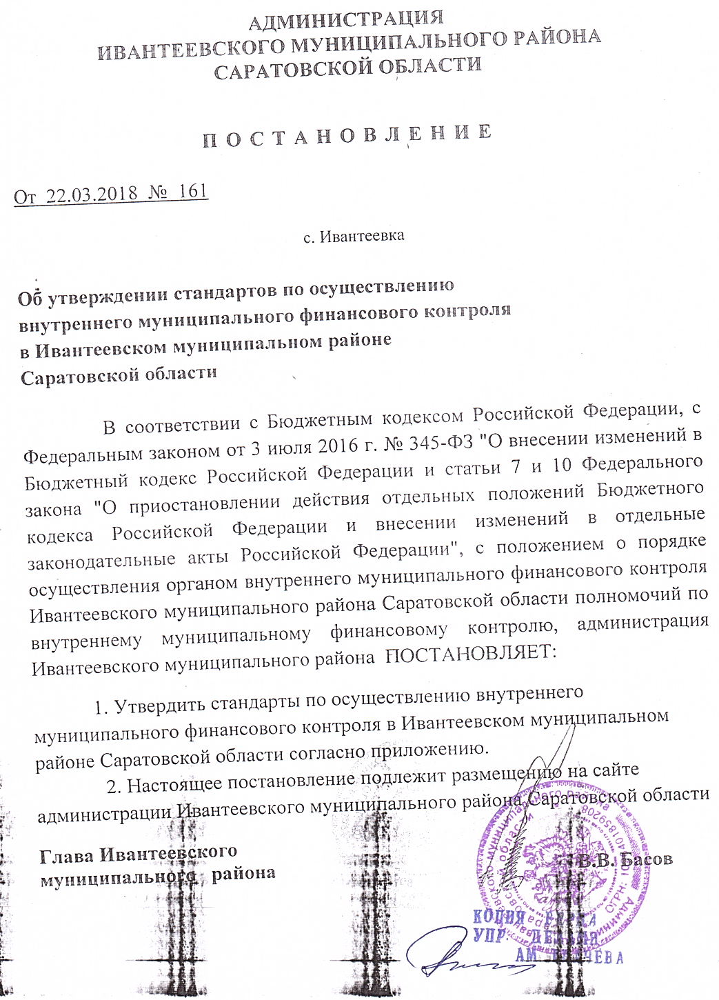 АДМИНИСТРАЦИЯ
ИВАНТЕЕВСКОГО МУНИЦИПАЛЬНОГО РАЙОНА
САРАТОВСКОЙ ОБЛАСТИ
П О С Т А Н О В Л Е Н И Е
От 22.03.2018 № 161
с. Ивантеевка
Об утверждении стандартов по осуществлению
внутреннего муниципального финансового контроля
в Ивантеевском муниципальном районе
Саратовской области
В соответствии с Бюджетным кодексом Российской Федерации, с
Федеральным законом от 3 июля 2016 г. № 345-ФЗ "О внесении изменений в
Бюджетный кодекс Российской Федерации и статьи 7 и 10 Федерального
закона "О приостановлении действия отдельных положений Бюджетного
кодекса Российской Федерации и внесении изменений в отдельные
законодательные акты Российской Федерации", с положением о порядке
осуществления органом внутреннего муниципального финансового контроля
Ивантеевского муниципального района Саратовской области полномочий по
внутреннему муниципальному финансовому контролю, администрация
Ивантеевского муниципального района ПОСТАНОВЛЯЕТ:
1. Утвердить стандарты по осуществлению внутреннего
муниципального финансового контроля в Ивантеевском муниципальном
районе Саратовской области согласно приложению.
2. Настоящее постановление подлежит размещению на сайте
администрации Ивантеевского муниципального района Саратовской области
Глава Ивантеевского
муниципального района
В.В. Басов
КОПИЯ ВЕРНА
УПР. ДЕЛАМИ
АМ